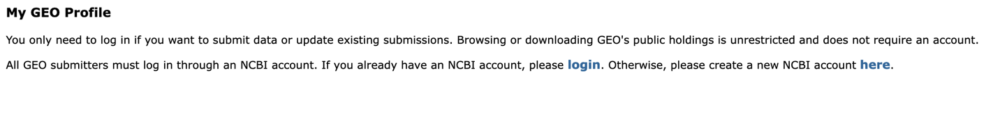 My GEO Profile
You only need to log in if you want to submit data or update existing submissions. Browsing or downloading GEO's public holdings is unrestricted and does not require an account.
All GEO submitters must log in through an NCBI account. If you already have an NCBI account, please login. Otherwise, please create a new NCBI account here.